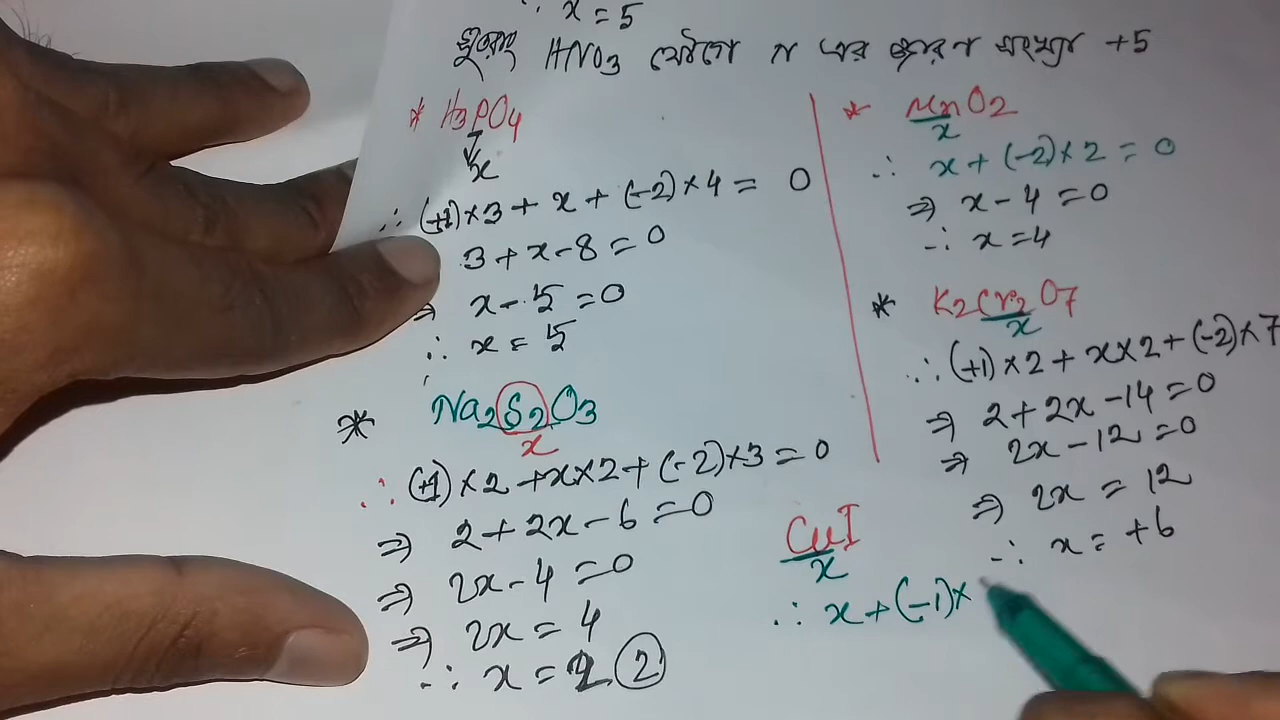 ∴ x = 5
সুতরাং HNO3 যৌগে N এর জারণ সংখ্যা +5
* H3PO4
x
∴ (+1)×3 + x + (-2)×4 = 0
3 + x - 8 = 0
⇒ x - 5 = 0
∴ x = 5
* Na2S2O3
x
∴ (+1)×2 + x×2 + (-2)×3 = 0
⇒ 2 + 2x - 6 = 0
⇒ 2x - 4 = 0
⇒ 2x = 4
∴ x = 2 2
* MnO2
x
∴ x + (-2)×2 = 0
⇒ x - 4 = 0
∴ x = 4
* K2Cr2O7
x
∴ (+1)×2 + x×2 + (-2)×7
⇒ 2 + 2x - 14 = 0
⇒ 2x - 12 = 0
⇒ 2x = 12
∴ x = +6
CuI
x
∴ x + (-1)×